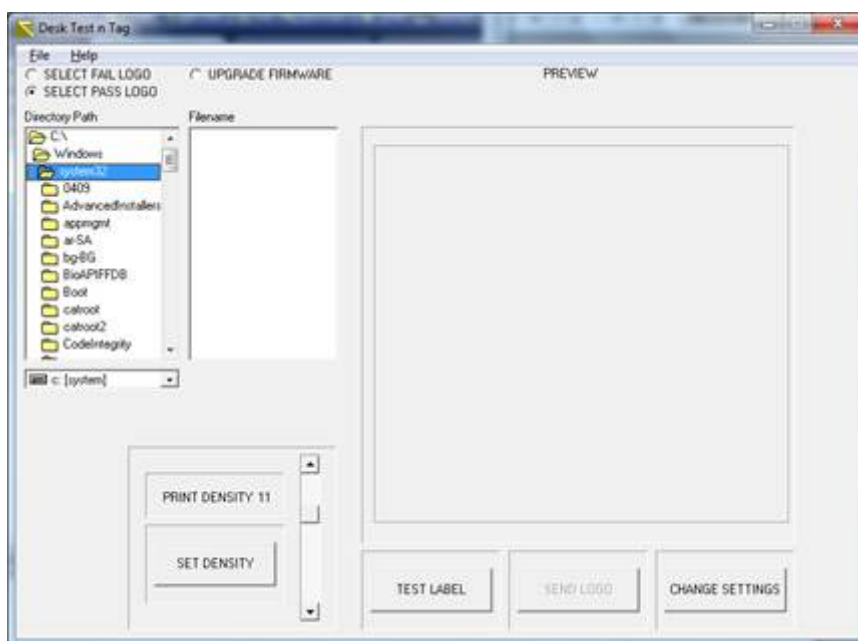 Desk Test n Tag
File Help
SELECT FAIL LOGO UPGRADE FIRMWARE PREVIEW
SELECT PASS LOGO
Directory Path Filename
C:\
Windows
system32
0409
AdvancedInstallers
appmgmt
ar-SA
bg-BG
BioAPIFFDB
Boot
catroot
catroot2
CodeIntegrity
c: [system]
PRINT DENSITY 11
SET DENSITY
TEST LABEL SEND LOGO CHANGE SETTINGS